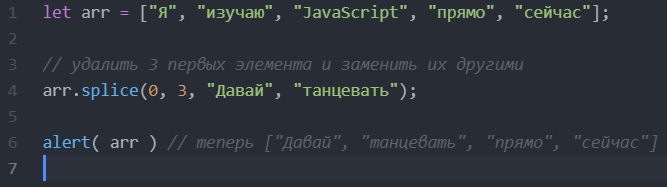 1 let arr = ["Я", "изучаю", "JavaScript", "прямо", "сейчас"];
2
3 // удалить 3 первых элемента и заменить их другими
4 arr.splice(0, 3, "Давай", "танцевать");
5
6 alert( arr ) // теперь ["Давай", "танцевать", "прямо", "сейчас"]
7